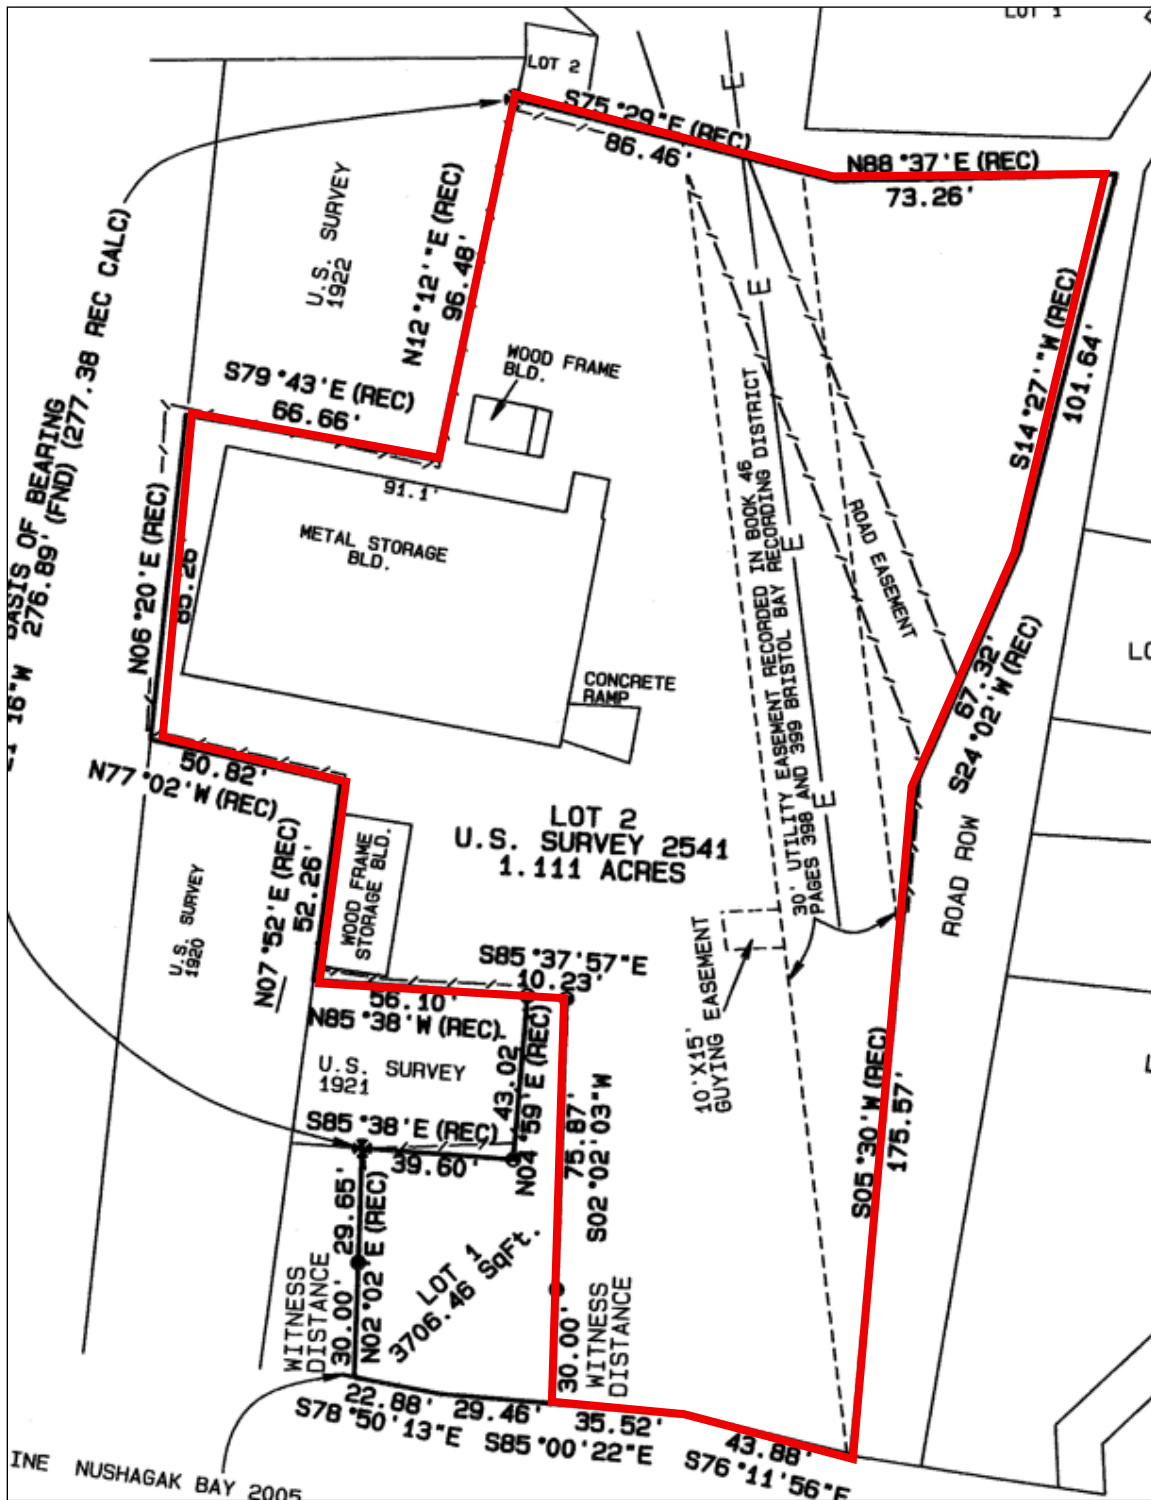 LOT 1
LOT 2
S75°29"E (REC)
86.46'
N88°37'E (REC)
73.26'
U.S. SURVEY
1922
N12°12'"E (REC)
96.48'
E
E
E
E
BASIS OF BEARING
276.89' (FND) (277.38 REC CALC)
16"W
S79°43'E (REC)
66.66'
WOOD FRAME
BLD.
91.1'
METAL STORAGE
BLD.
N06°20'E (REC)
85.26
S14°27'"W (REC)
101.64'
30' UTILITY EASEMENT RECORDED IN BOOK 46
PAGES 398 AND 399 BRISTOL BAY RECORDING DISTRICT
ROAD EASEMENT
CONCRETE
RAMP
67.32'
S24°02'W (REC)
50.82'
N77°02'W (REC)
LOT 2
U.S. SURVEY 2541
1.111 ACRES
WOOD FRAME
STORAGE BLD.
N07°52'E (REC)
52.26'
U.S. SURVEY
1920
ROAD ROW
10'X15'
GUYING EASEMENT
S85°37'57"E
10.23'
56.10'
N85°38'W (REC)
U.S. SURVEY
1921
43.02
N04°59'E (REC)
75.87'
S02°02'03"W
S05°30'W (REC)
175.57'
S85°38'E (REC)
39.60'
29.65'
30.00'
N02°02'"E (REC)
WITNESS
DISTANCE
LOT 1
3706.46 SqFt.
30.00'
WITNESS
DISTANCE
22.88'
S78°50'13"E
29.46'
S85°00'22"E
35.52'
43.88'
S76°11'56"E
INE NUSHAGAK BAY 2005